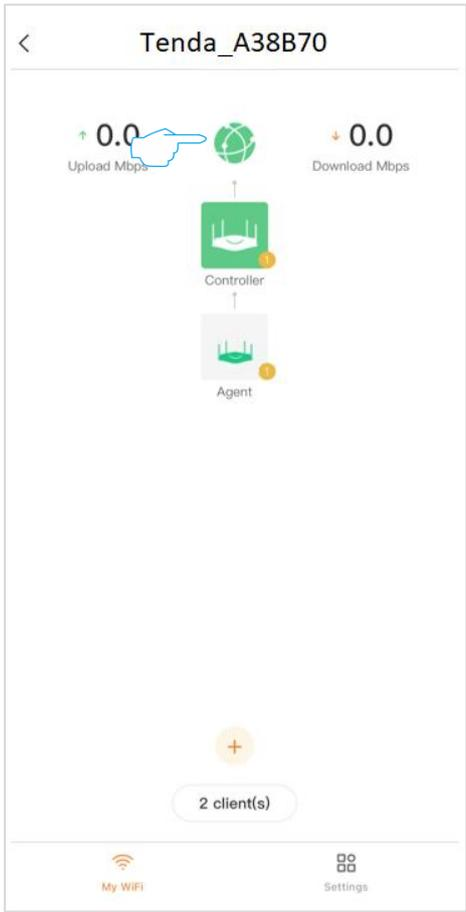 Tenda_A38B70
0.0 0.0
Upload Mbps Download Mbps
1
Controller
1
Agent
2 client(s)
My WiFi Settings